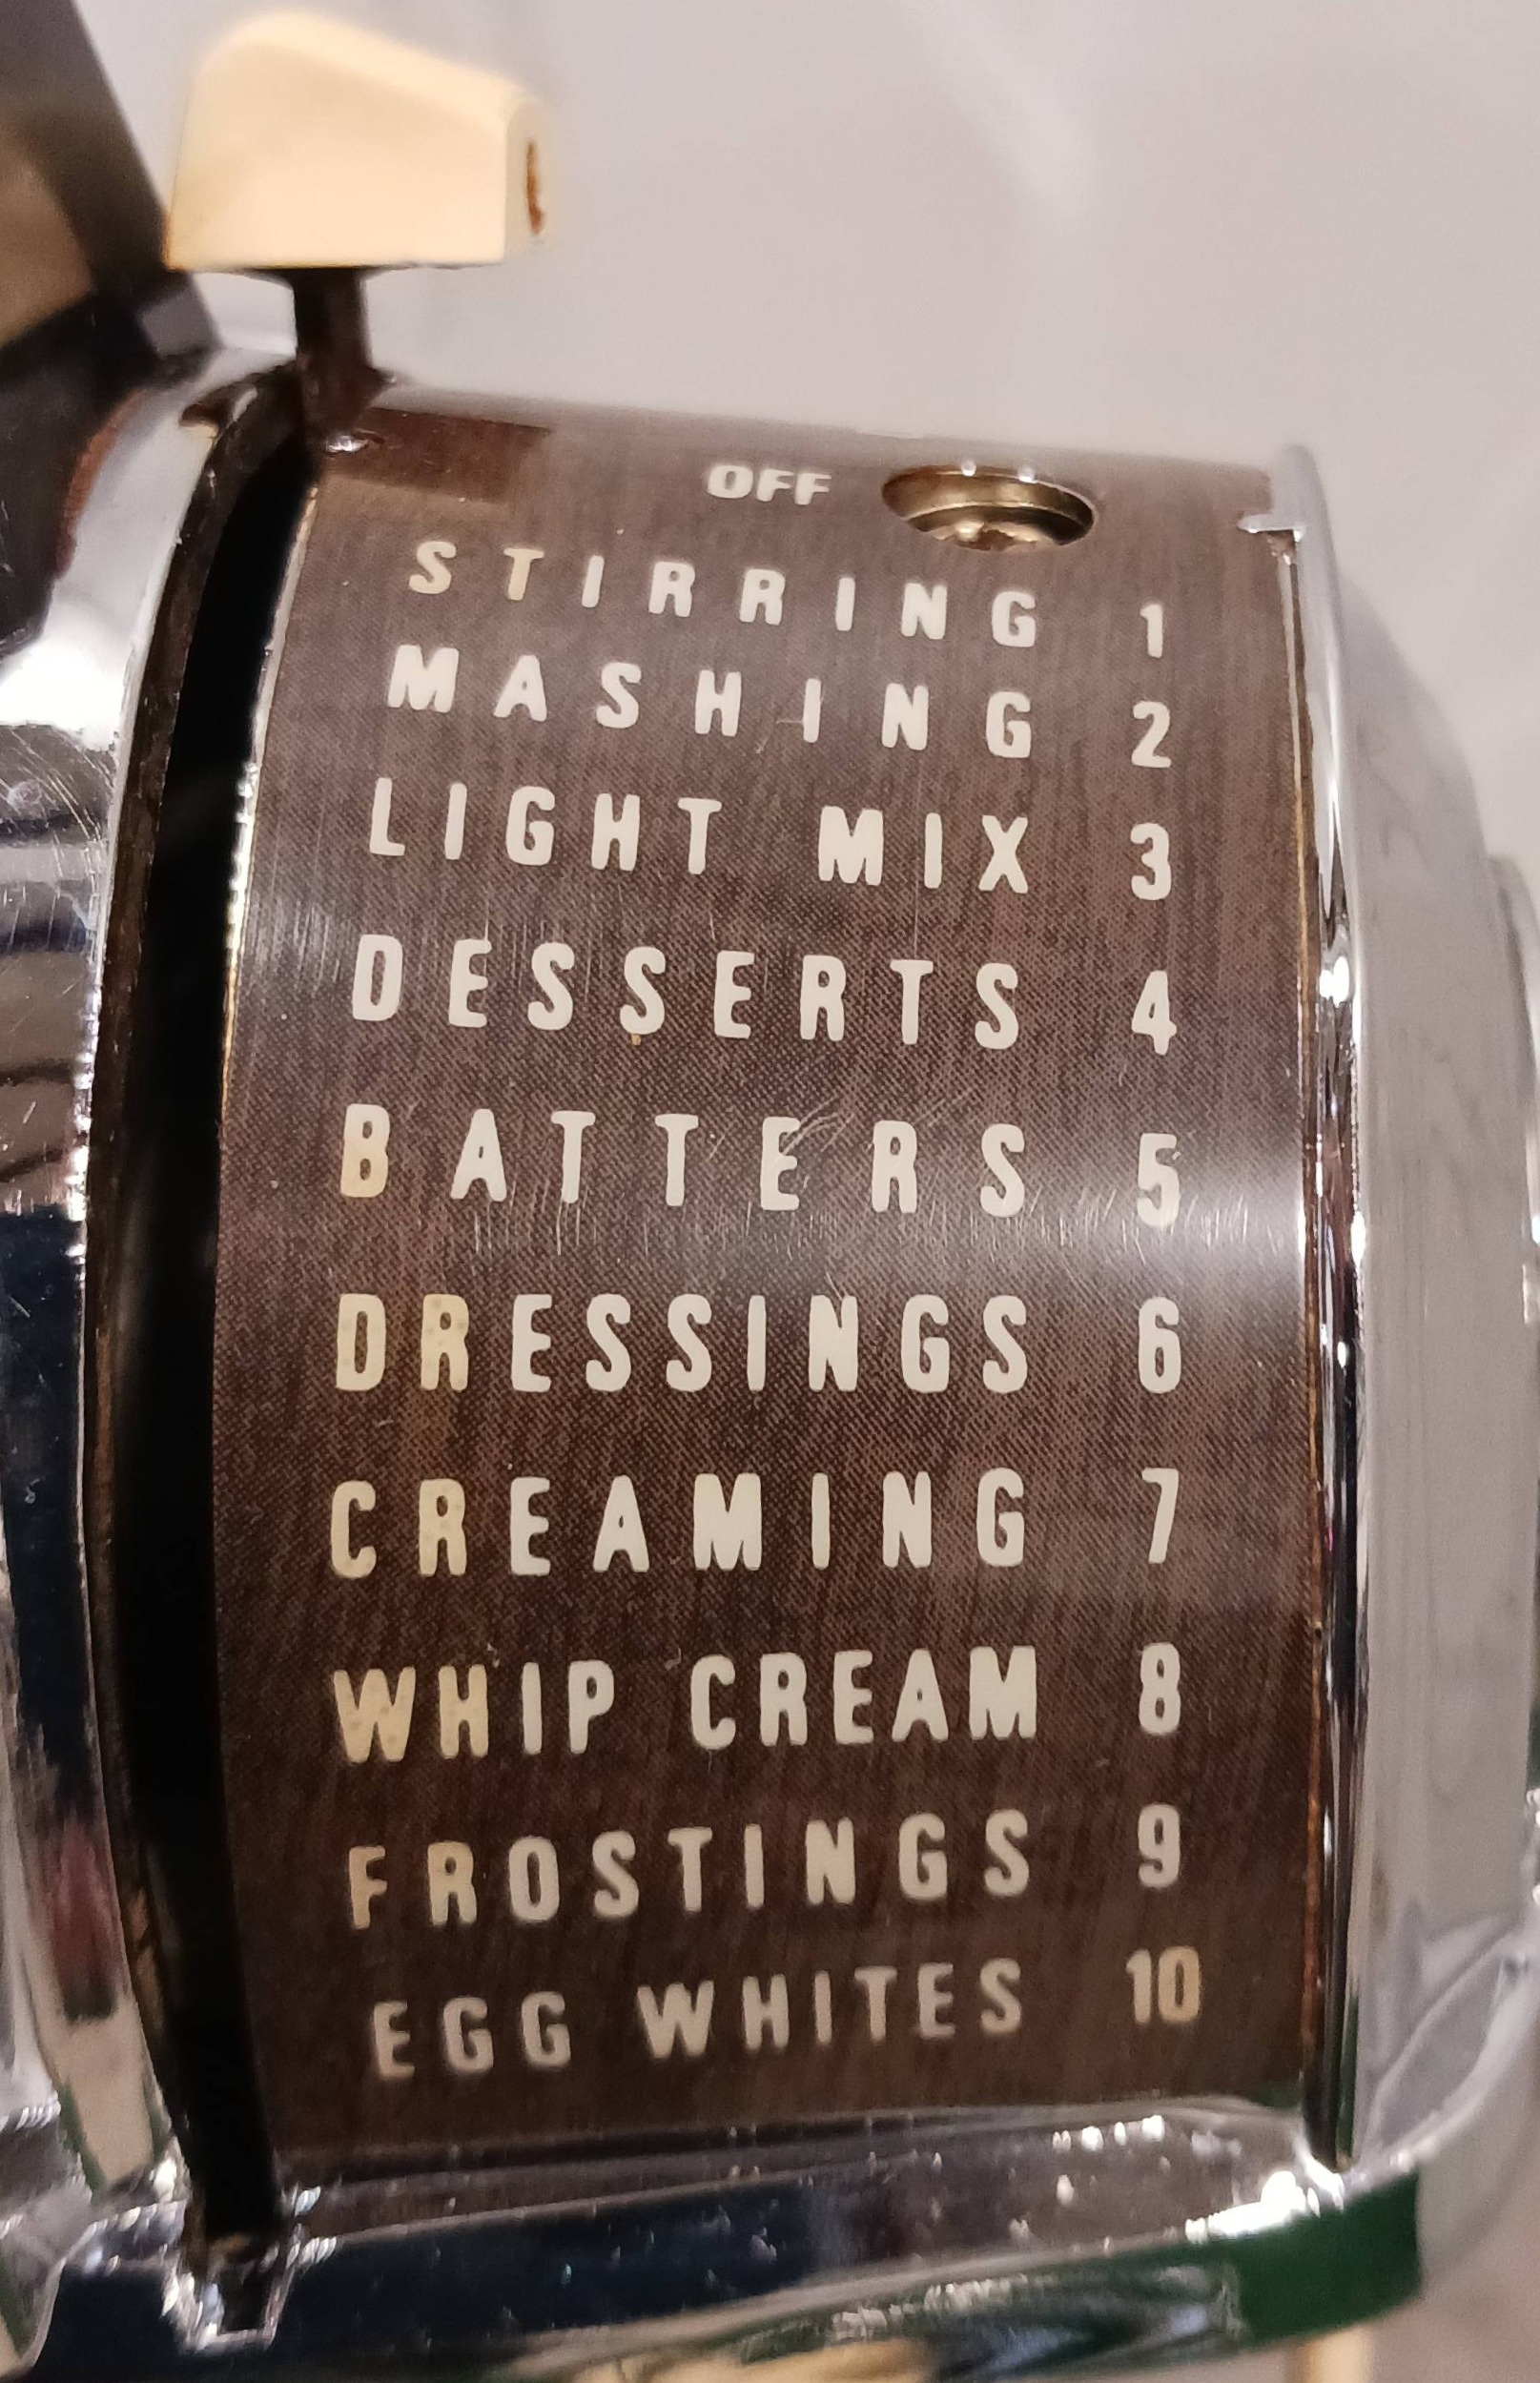 OFF
STIRRING 1
MASHING 2
LIGHT MIX 3
DESSERTS 4
BATTERS 5
DRESSINGS 6
CREAMING 7
WHIP CREAM 8
FROSTINGS 9
EGG WHITES 10